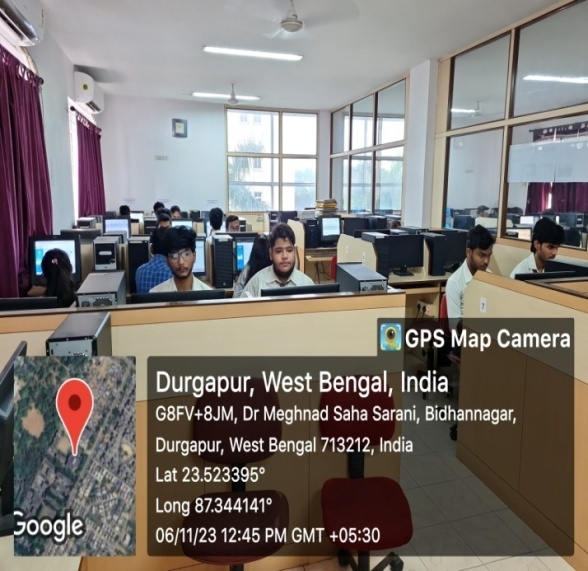 GPS Map Camera
Durgapur, West Bengal, India
G8FV+8JM, Dr Meghnad Saha Sarani, Bidhannagar,
Durgapur, West Bengal 713212, India
Lat 23.523395°
Long 87.344141°
06/11/23 12:45 PM GMT +05:30
Google